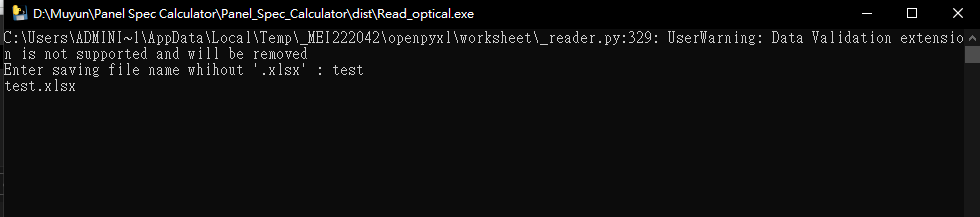 D:\Muyun\Panel Spec Calculator\Panel_Spec_Calculator\dist\Read_optical.exe
C:\Users\ADMINI~1\AppData\Local\Temp\_MEI222042\openpyxl\worksheet\_reader.py:329: UserWarning: Data Validation extensio
n is not supported and will be removed
Enter saving file name whihout '.xlsx' : test
test.xlsx